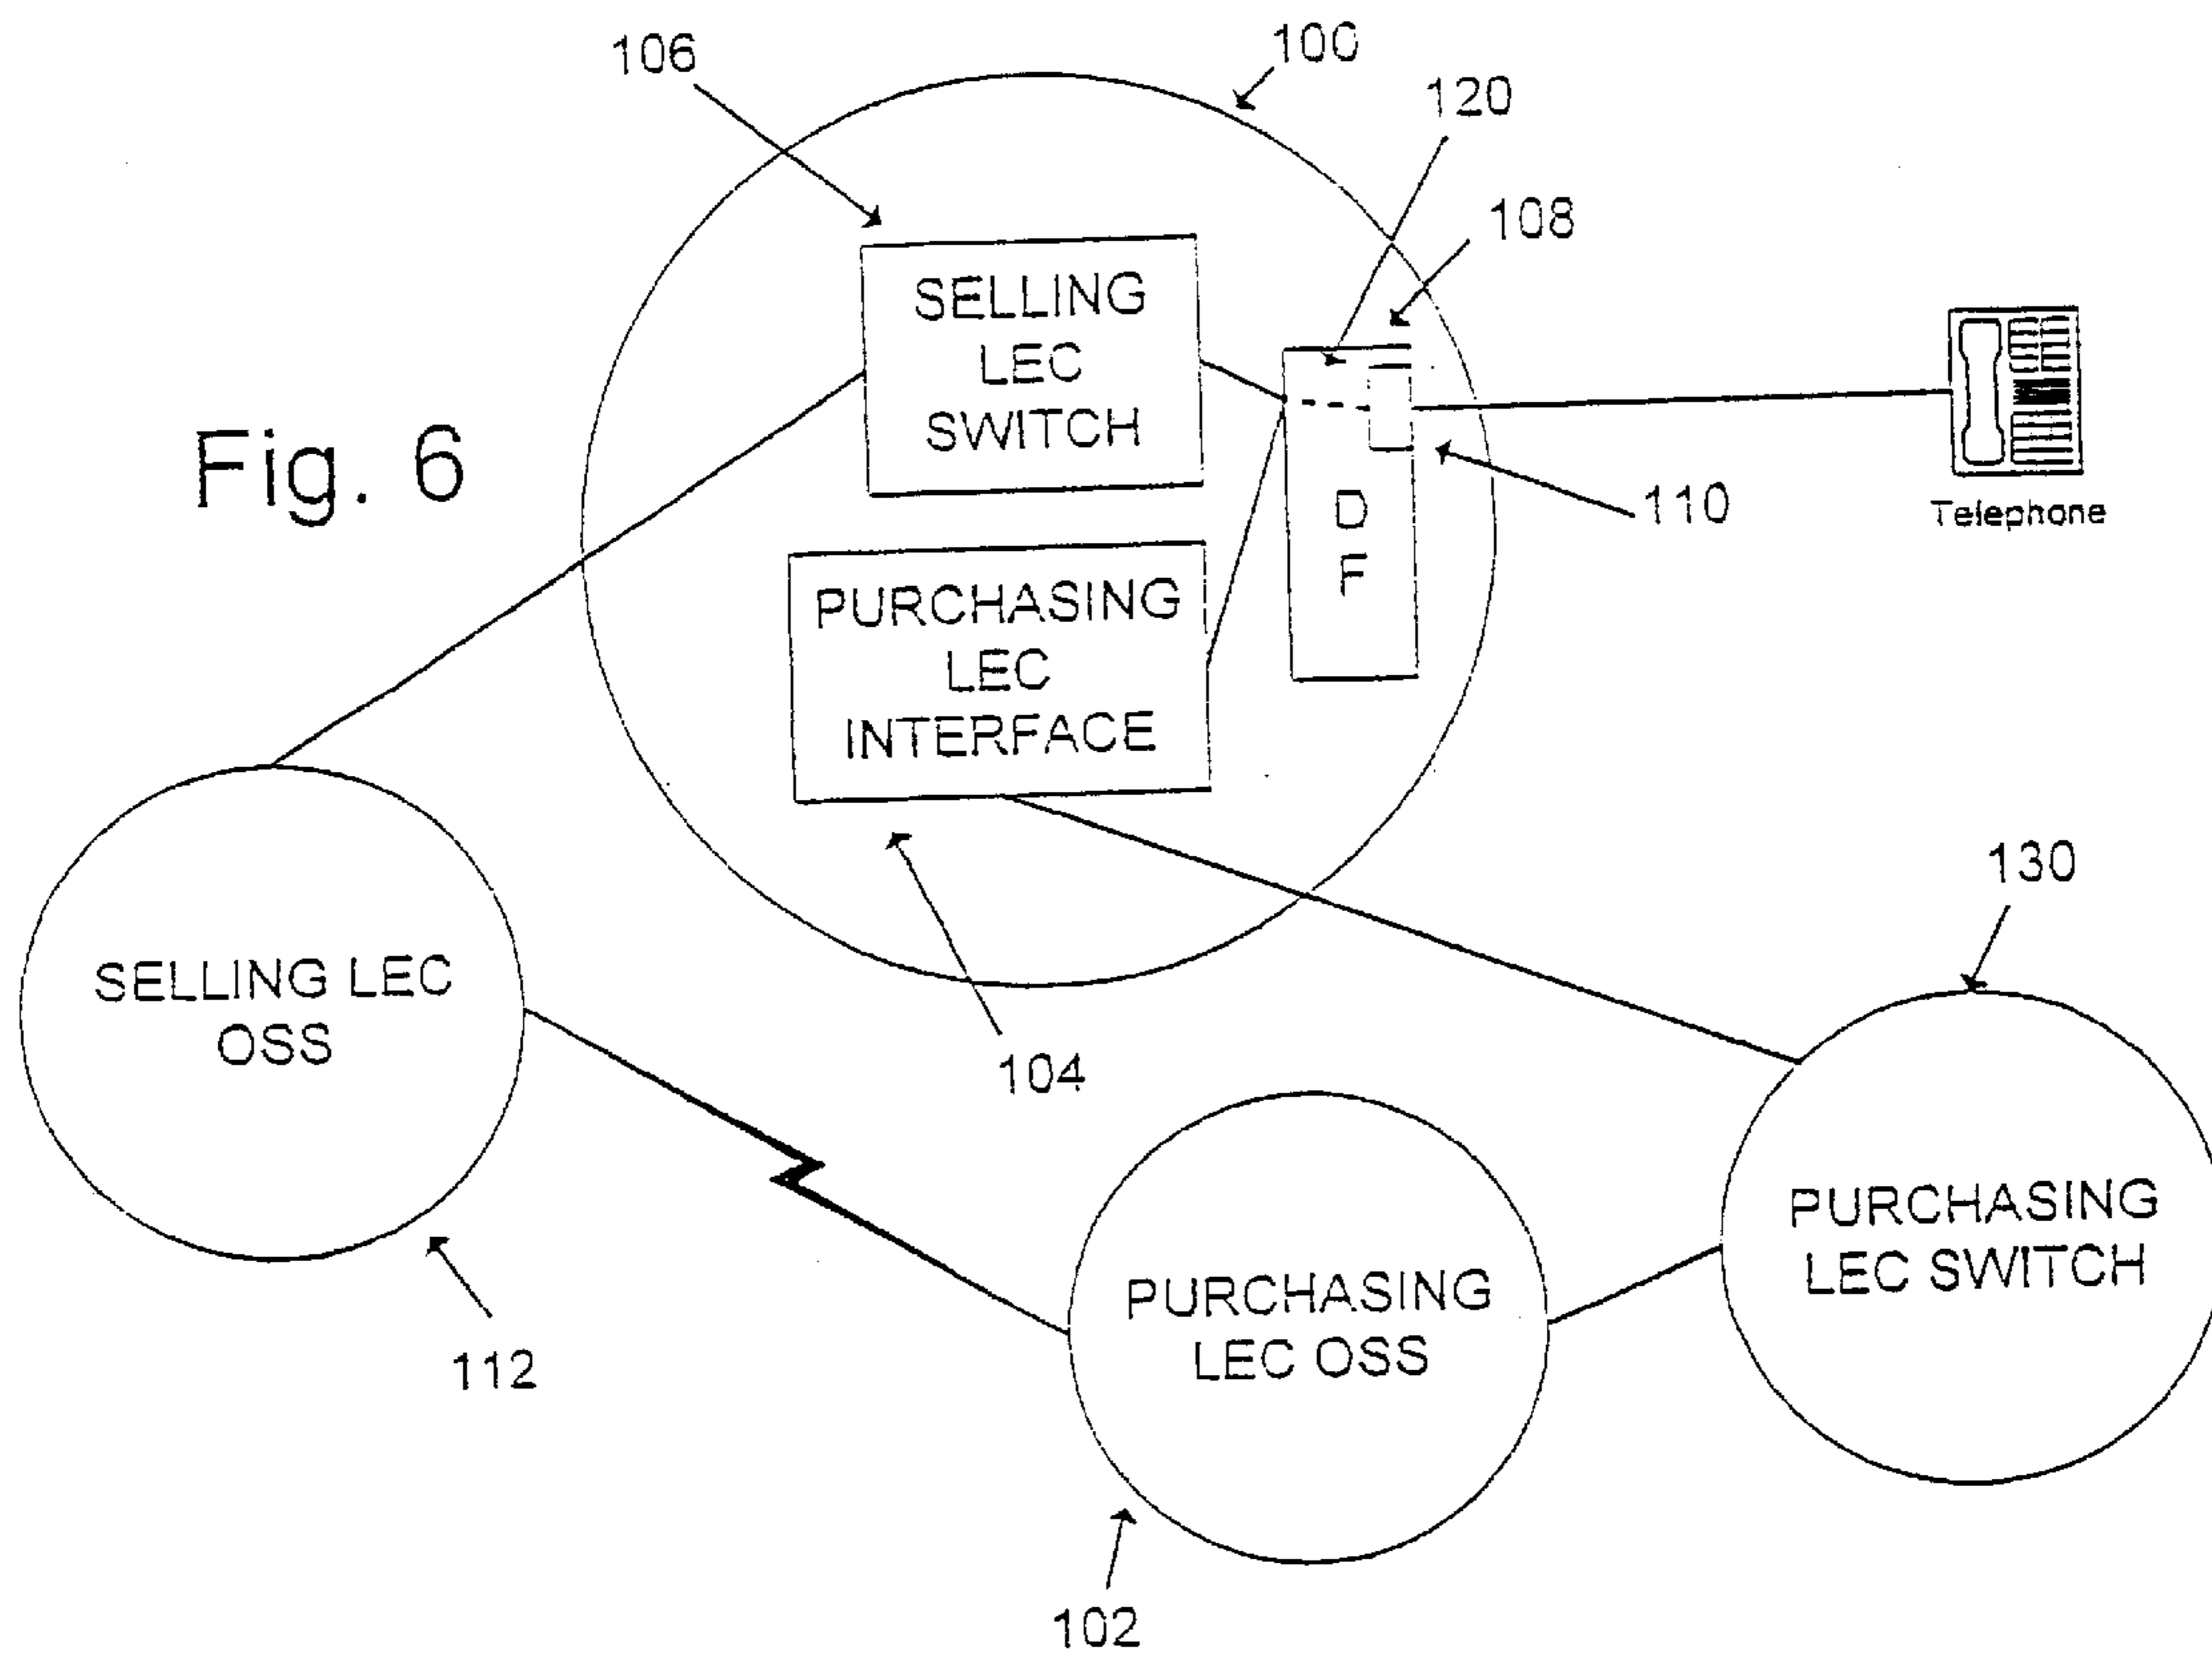 106
100
120
108
SELLING
LEC
SWITCH
Fig. 6
110
D
F
Telephone
PURCHASING
LEC
INTERFACE
130
SELLING LEC
OSS
104
PURCHASING
LEC SWITCH
PURCHASING
LEC OSS
112
102